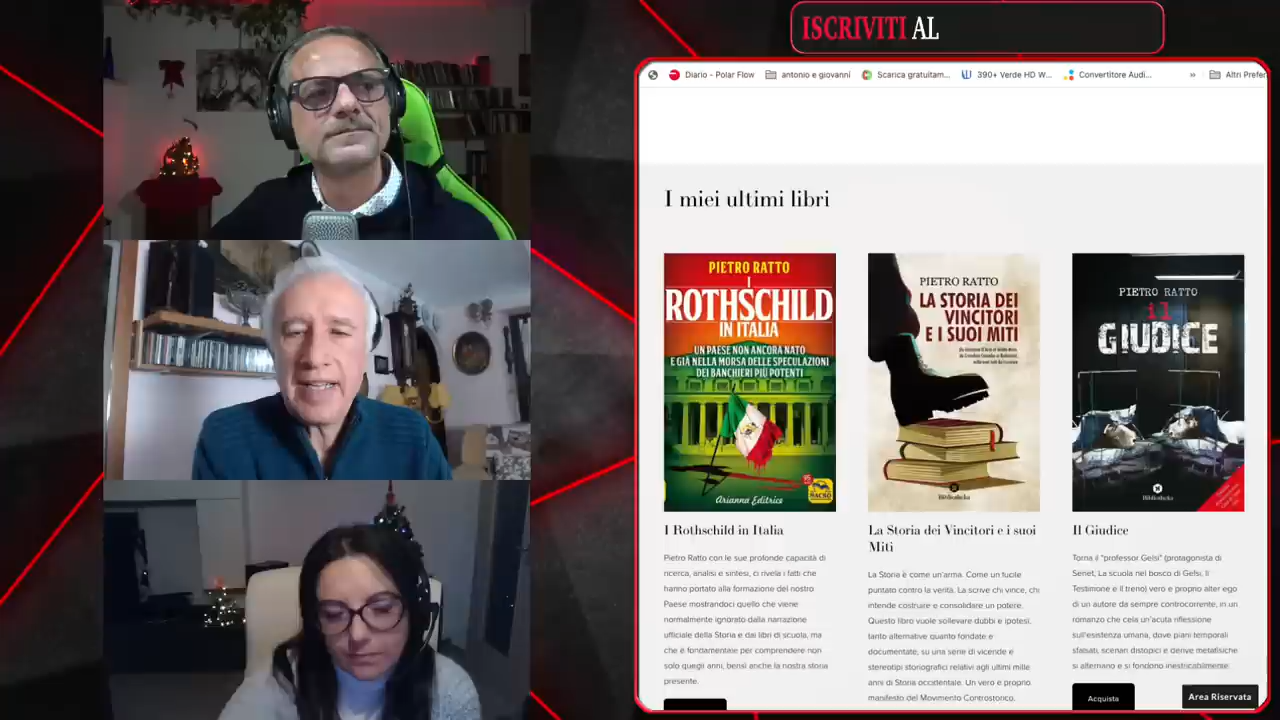 ISCRIVITI AL
Diario - Polar Flow
antonio e giovanni
Scarica gratuitam...
390+ Verde HD W...
Convertitore Audi...
»
Altri Prefer
I miei ultimi libri
PIETRO RATTO
I
ROTHSCHILD
IN ITALIA
UN PAESE NON ANCORA NATO
E GIÀ NELLA MORSA DELLE SPECULAZIONI
DEI BANCHIERI PIÙ POTENTI
Arianna Editrice
MACRO
PIETRO RATTO
LA STORIA DEI
VINCITORI
E I SUOI MITI
Bibliotheka
PIETRO RATTO
il
GIUDICE
Bibliotheka
I Rothschild in Italia
Pietro Ratto con le sue profonde capacità di
ricerca, analisi e sintesi, ci rivela i fatti che
hanno portato alla formazione del nostro
Paese mostrandoci quello che viene
normalmente ignorato dalla narrazione
ufficiale della Storia e dai libri di scuola, ma
che è fondamentale per comprendere non
solo quegli anni, bensì anche la nostra storia
presente.
La Storia dei Vincitori e i suoi
Miti
La Storia è come un'arma. Come un fucile
puntato contro la verità. La scrive chi vince, chi
intende costruire e consolidare un potere.
Questo libro vuole sollevare dubbi e ipotesi,
tanto alternative quanto fondate e
documentate, su una serie di vicende e
stereotipi storiografici relativi agli ultimi mille
anni di Storia occidentale. Un vero e proprio
manifesto del Movimento Controstorico.
Il Giudice
Torna il "professor Gelsi" (protagonista di
Senet, La scuola nel bosco di Gelsi, Il
Testimone e Il treno) vero e proprio alter ego
di un autore da sempre controcorrente, in un
romanzo che cela un'acuta riflessione
sull'esistenza umana, dove piani temporali
sfalsati, scenari distopici e derive metafisiche
si alternano e si fondono inestricabilmente.
Acquista
Area Riservata